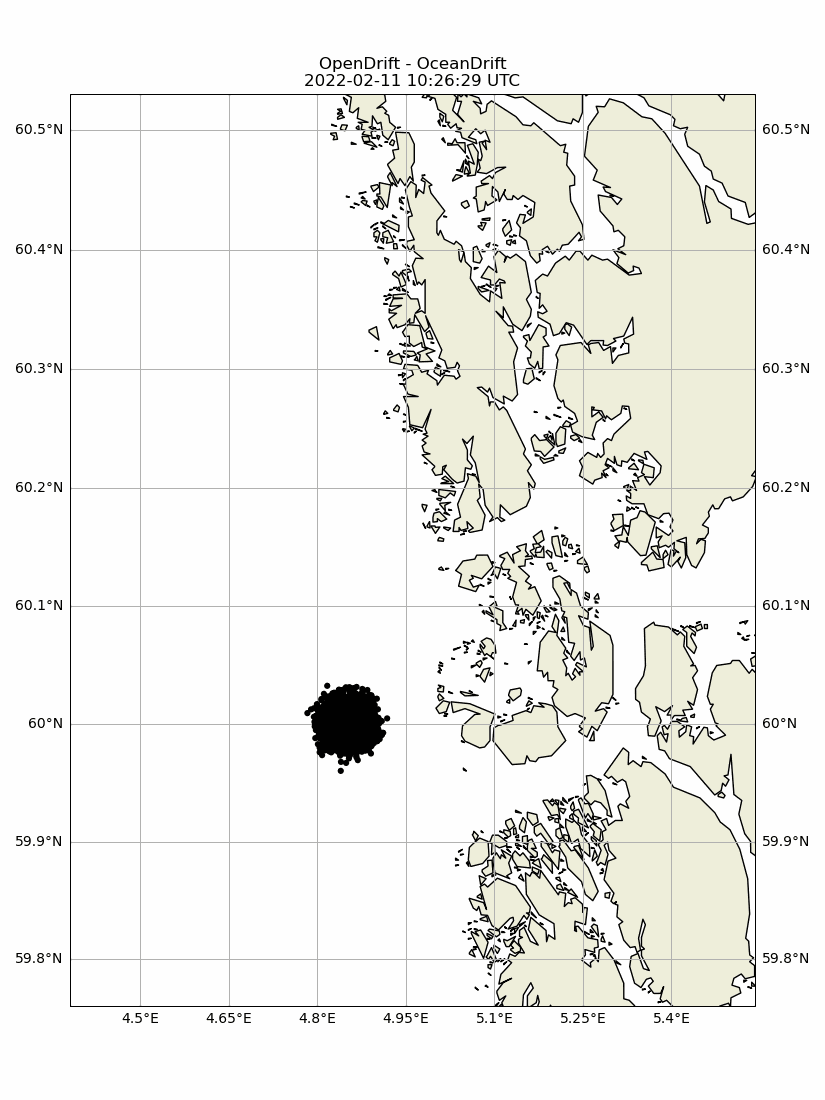 OpenDrift - OceanDrift
2022-02-11 10:26:29 UTC
60.5°N 60.5°N
60.4°N 60.4°N
60.3°N 60.3°N
60.2°N 60.2°N
60.1°N 60.1°N
60°N 60°N
59.9°N 59.9°N
59.8°N 59.8°N
4.5°E 4.65°E 4.8°E 4.95°E 5.1°E 5.25°E 5.4°E